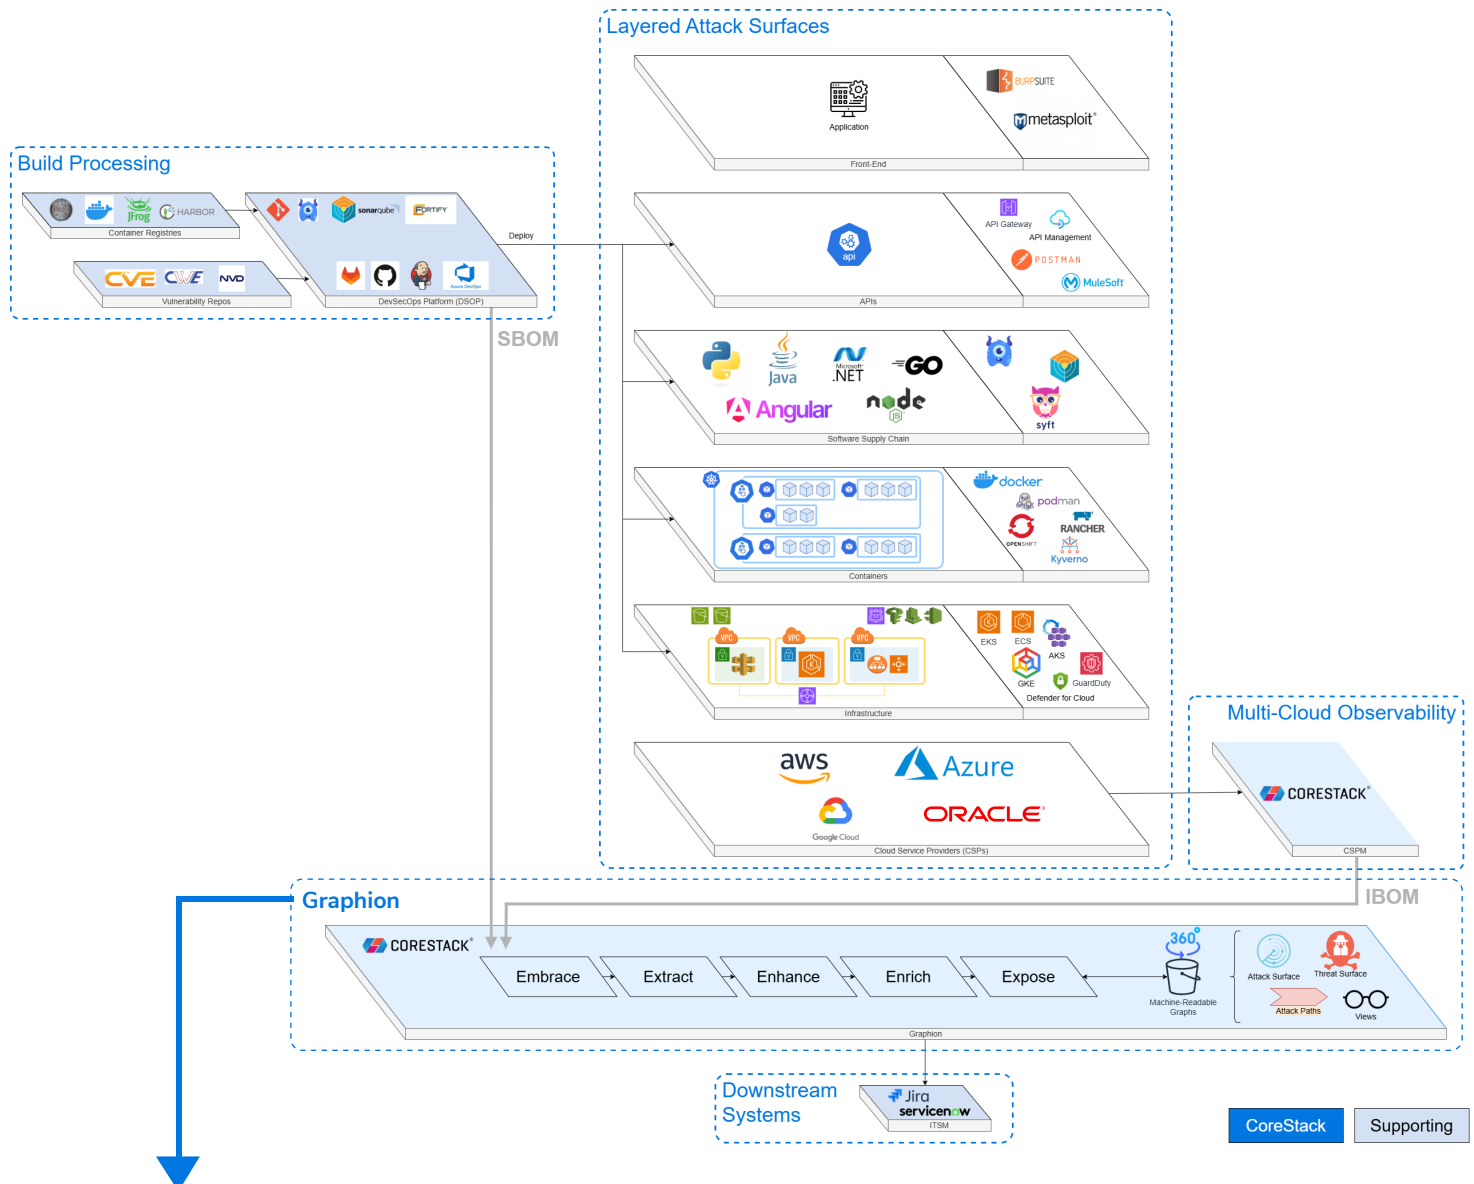 Layered Attack Surfaces
Application
BURPSUITE
metasploit®
Front-End
Build Processing
JFrog
HARBOR
Container Registries
sonarqube
FORTIFY
CVE
CWE
NVD
Vulnerability Repos
Azure DevOps
DevSecOps Platform (DSOP)
Deploy
SBOM
api
API Gateway
API Management
POSTMAN
MuleSoft
APIs
Java
Microsoft®
.NET
GO
Angular
node
JS
syft
Software Supply Chain
docker
podman
OPENSHIFT
RANCHER
Kyverno
Containers
VPC
VPC
VPC
EKS
ECS
AKS
GKE
GuardDuty
Defender for Cloud
Infrastructure
aws
Azure
Google Cloud
ORACLE
Cloud Service Providers (CSPs)
Multi-Cloud Observability
CORESTACK®
CSPM
IBOM
Graphion
CORESTACK®
Embrace
Extract
Enhance
Enrich
Expose
360°
Machine-Readable
Graphs
Attack Surface
Threat Surface
Attack Paths
Views
Graphion
Downstream
Systems
Jira
servicenow
ITSM
CoreStack
Supporting